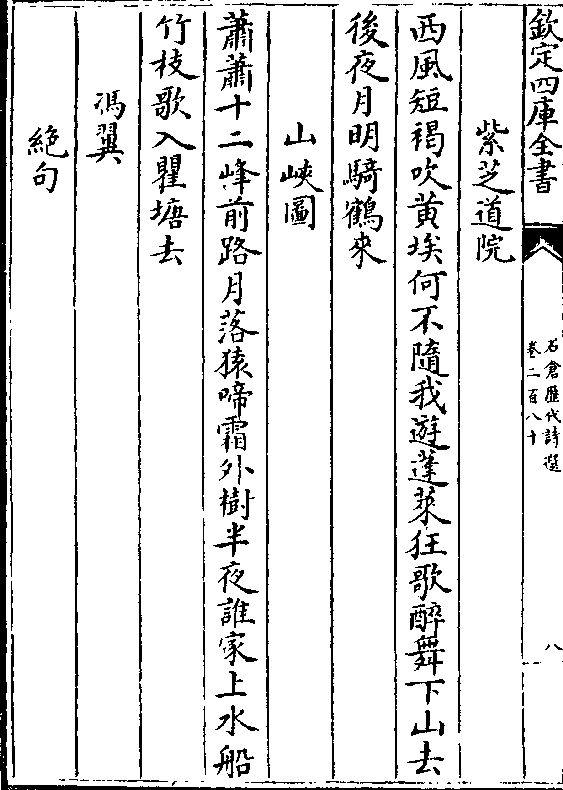 欽定四庫全書
石倉歷代詩選
卷二百八十
八
紫芝道院
西風短褐吹黃埃何不隨我遊蓬萊狂歌醉舞下山去
後夜月明騎鶴來
山峽圖
蕭蕭十二峰前路月落猿啼霜外樹半夜誰家上水船
竹枝歌入瞿塘去
馮翼
絶句